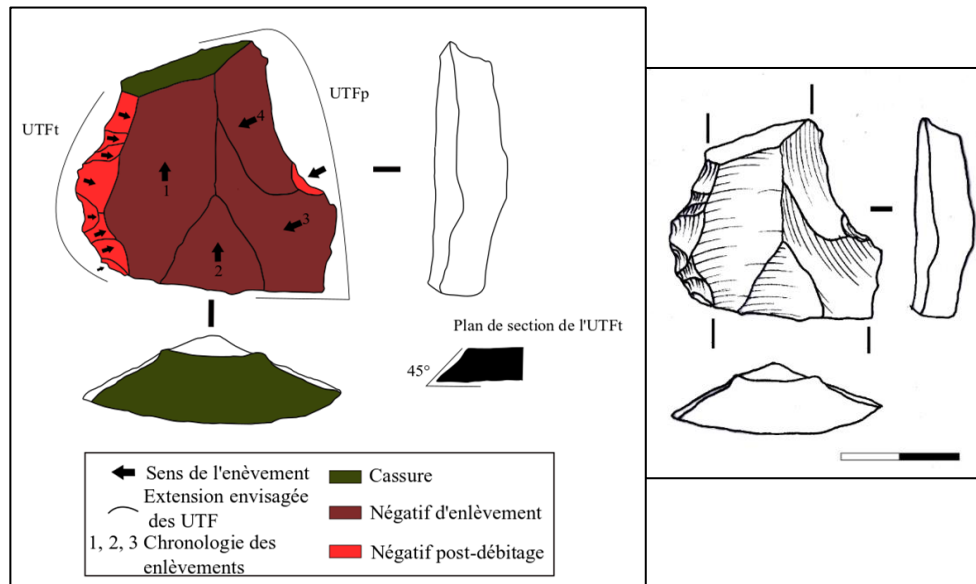 UTFt
UTFp
4
1
3
2
Plan de section de l'UTFt
45°
Sens de l'enèvement
Extension envisagée
des UTF
1, 2, 3 Chronologie des
enlèvements
Cassure
Négatif d'enlèvement
Négatif post-débitage